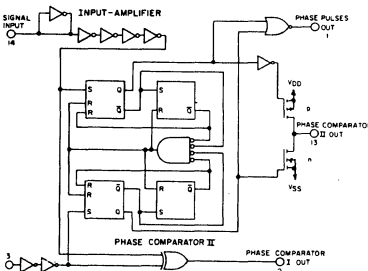 INPUT-AMPLIFIER
SIGNAL
INPUT
14
PHASE PULSES
OUT
1
VDD
S Q
R
R Q̅
S
R
Q̅
p
PHASE COMPARATOR
II OUT
13
n
VSS
R Q̅
R
S Q
R
Q̅
S
PHASE COMPARATOR II
3
PHASE COMPARATOR
I OUT